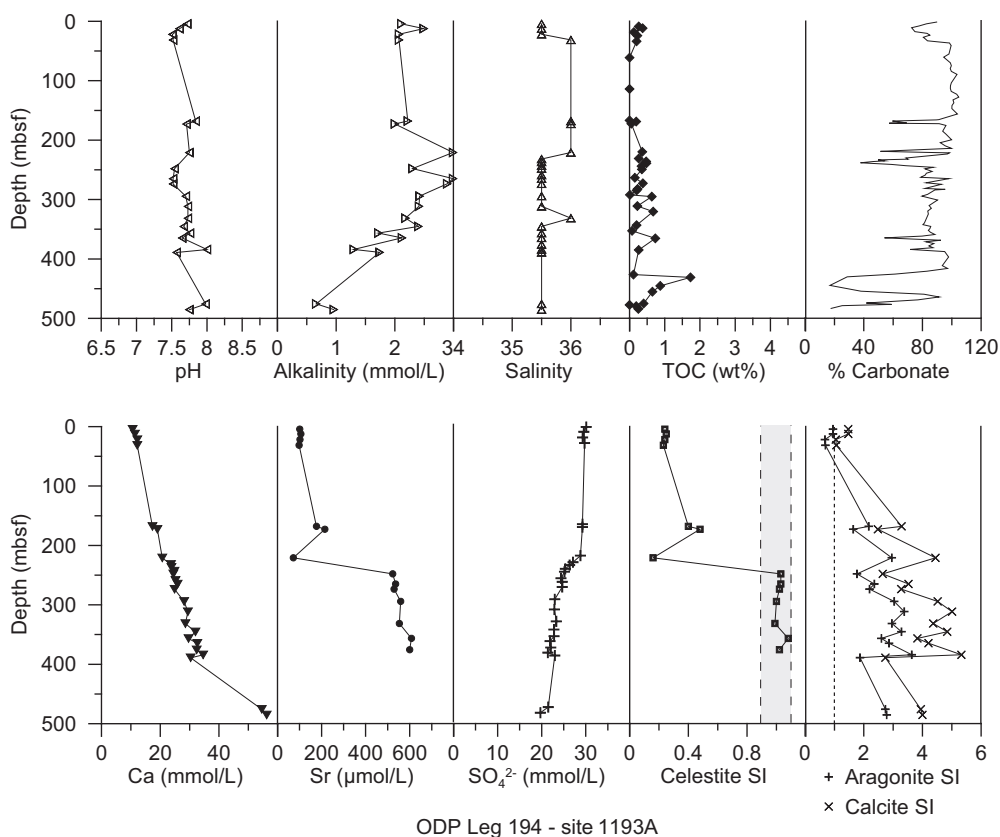 0
100
200
300
400
500
Depth (mbsf)
6.5 7 7.5 8 8.5
pH
0 1 2 34
Alkalinity (mmol/L)
35 36
Salinity
0 1 2 3 4
TOC (wt%)
0 40 80 120
% Carbonate
0
100
200
300
400
500
Depth (mbsf)
0 20 40
Ca (mmol/L)
0 200 400 600
Sr (µmol/L)
0 20 30
SO₄²⁻ (mmol/L)
0 0.4 0.8
Celestite SI
0 2 4 6
+ Aragonite SI
× Calcite SI
ODP Leg 194 - site 1193A